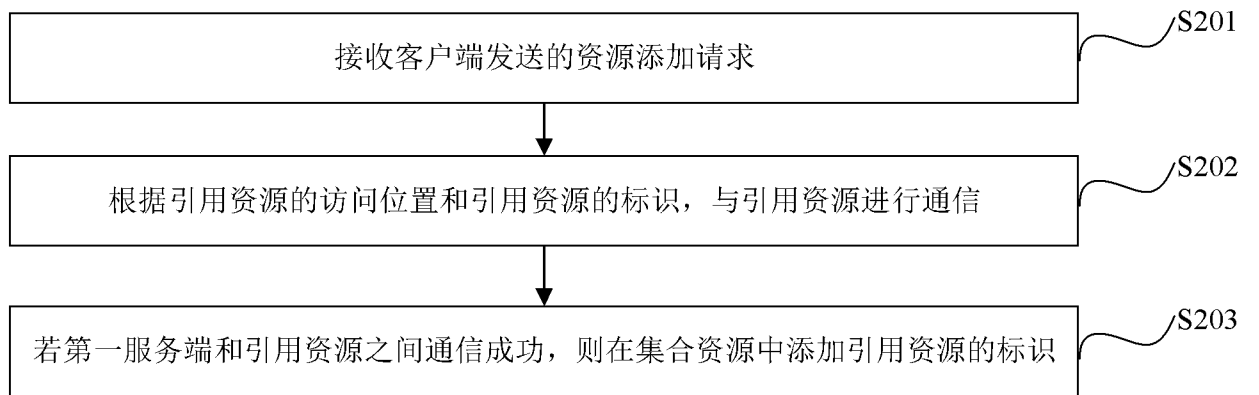 S201
接收客户端发送的资源添加请求
S202
根据引用资源的访问位置和引用资源的标识，与引用资源进行通信
S203
若第一服务端和引用资源之间通信成功，则在集合资源中添加引用资源的标识